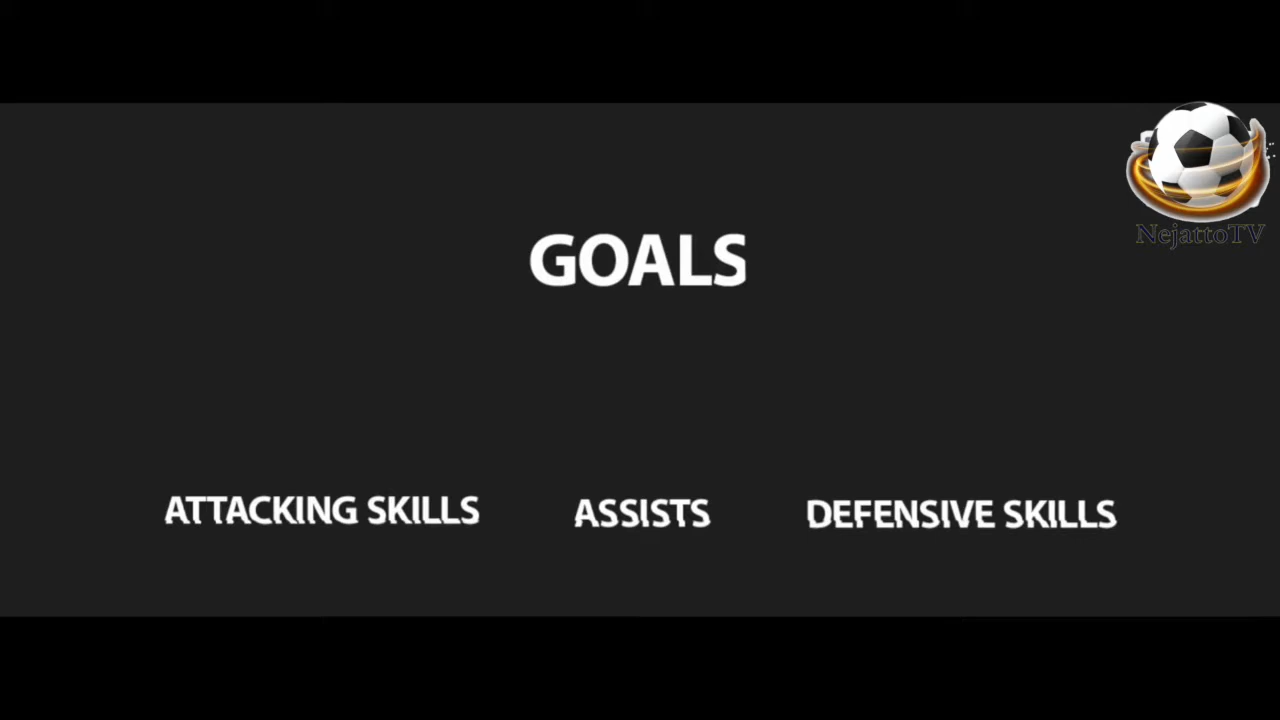 NejattoTV
GOALS
ATTACKING SKILLS
ASSISTS
DEFENSIVE SKILLS